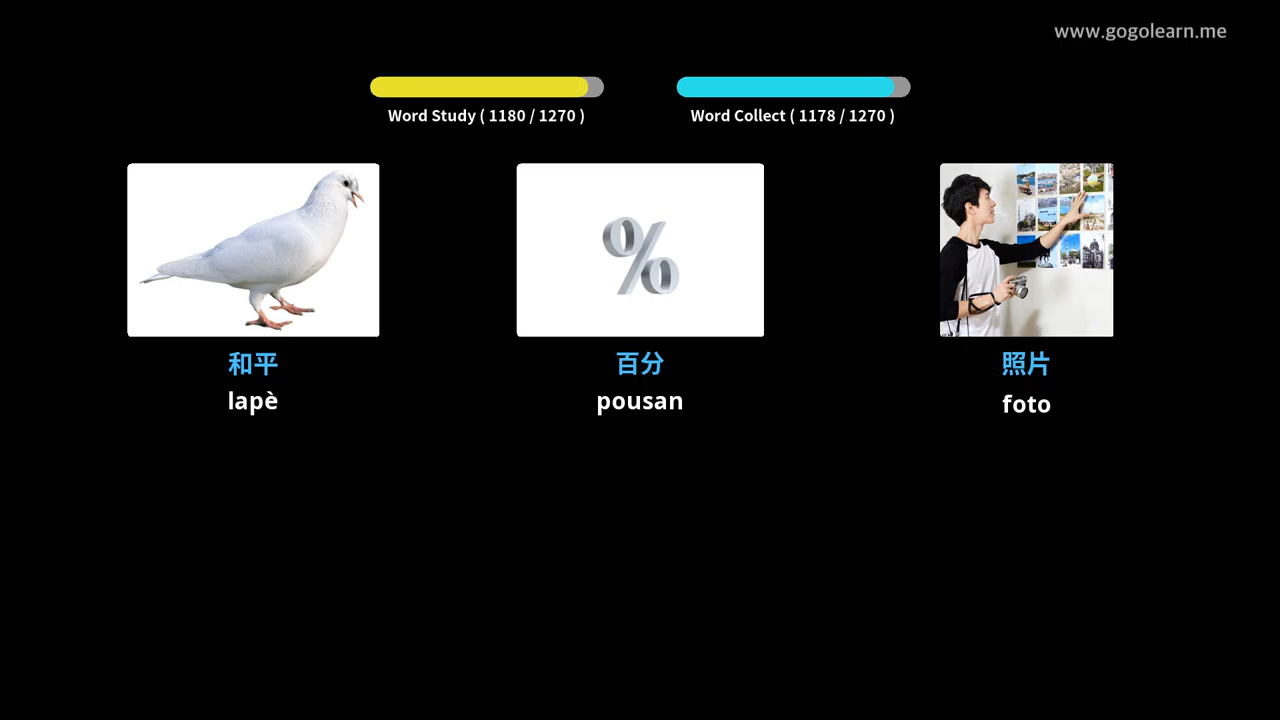 www.gogolearn.me
Word Study ( 1180 / 1270 )
Word Collect ( 1178 / 1270 )
%
和平
lapè
百分
pousan
照片
foto